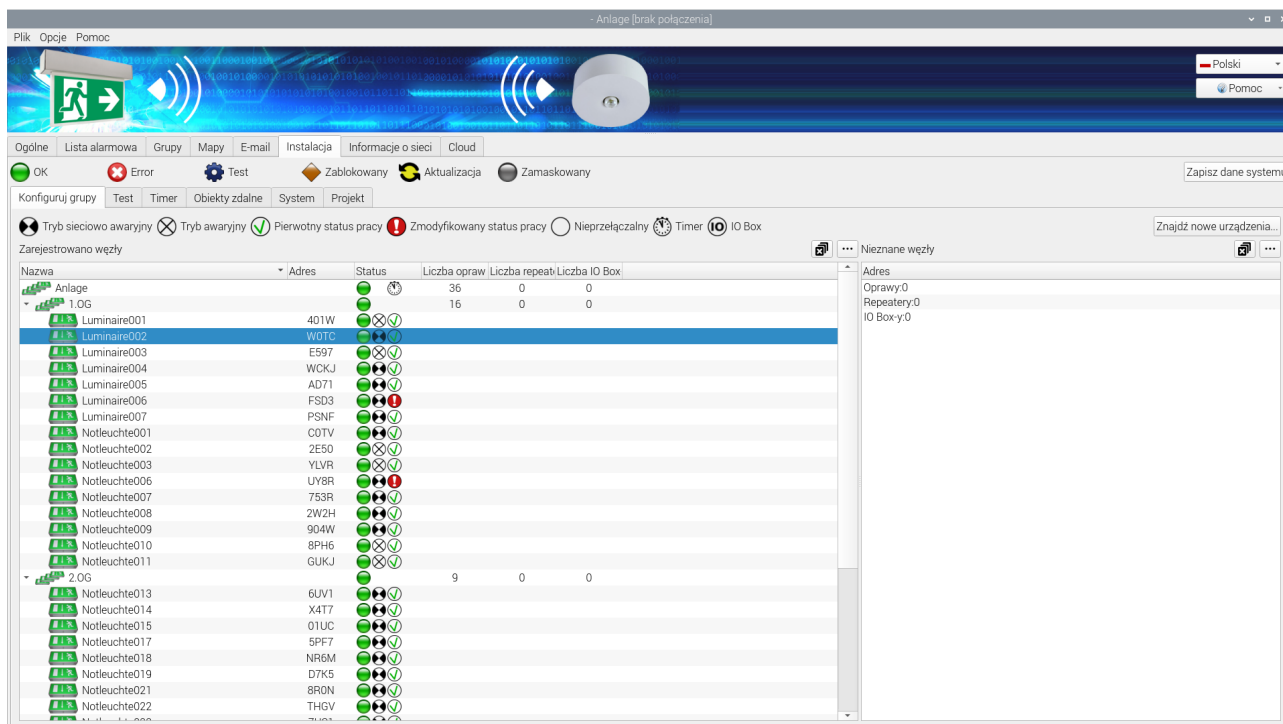 - Anlage [brak połączenia]
Plik Opcje Pomoc
Polski
Pomoc
Ogólne Lista alarmowa Grupy Mapy E-mail Instalacja Informacje o sieci Cloud
OK Error Test Zablokowany Aktualizacja Zamaskowany Zapisz dane systemu
Konfiguruj grupy Test Timer Obiekty zdalne System Projekt
Tryb sieciowo awaryjny Tryb awaryjny Pierwotny status pracy Zmodyfikowany status pracy Nieprzełączalny Timer IO IO Box Znajdź nowe urządzenia...
Zarejestrowano węzły ... Nieznane węzły ...
Nazwa Adres Status Liczba opraw Liczba repeat Liczba IO Box Adres
Anlage 36 0 0 Oprawy:0
1.OG 16 0 0 Repeatery:0
Luminaire001 401W IO Box-y:0
Luminaire002 W0TC
Luminaire003 E597
Luminaire004 WCKJ
Luminaire005 AD71
Luminaire006 FSD3
Luminaire007 PSNF
Notleuchte001 C0TV
Notleuchte002 2E50
Notleuchte003 YLVR
Notleuchte006 UY8R
Notleuchte007 753R
Notleuchte008 2W2H
Notleuchte009 904W
Notleuchte010 8PH6
Notleuchte011 GUKJ
2.OG 9 0 0
Notleuchte013 6UV1
Notleuchte014 X4T7
Notleuchte015 01UC
Notleuchte017 5PF7
Notleuchte018 NR6M
Notleuchte019 D7K5
Notleuchte021 8R0N
Notleuchte022 THGV